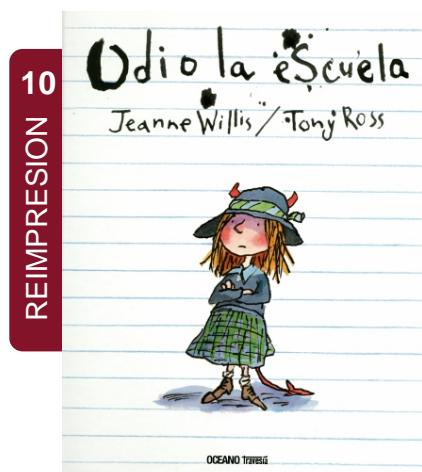 Odio la eScuela
Jeanne Willis / Tony Ross
10
REIMPRESION
OCEANO Travesía